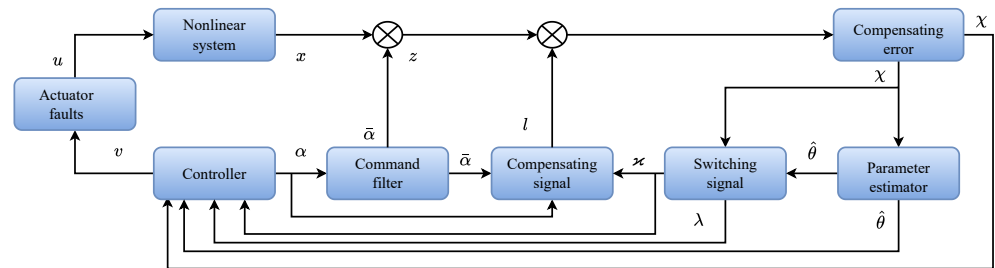 Nonlinear
system
Compensating
error
χ
u
x
z
χ
Actuator
faults
ᾱ
l
v
α
ᾱ
ϰ
θ̂
Controller
Command
filter
Compensating
signal
Switching
signal
Parameter
estimator
λ
θ̂